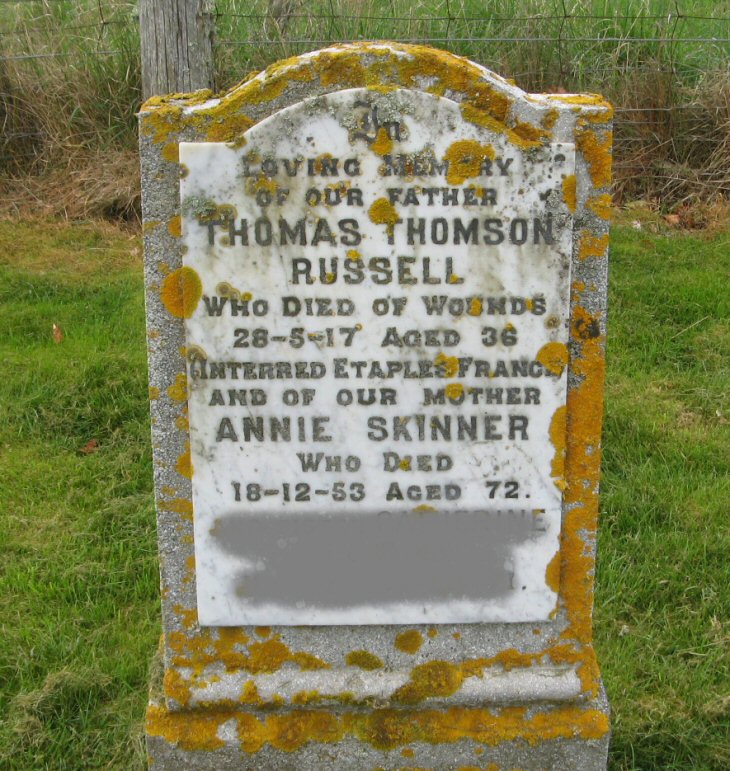 In
LOVING MEMORY
OF OUR FATHER
THOMAS THOMSON
RUSSELL
WHO DIED OF WOUNDS
28-5-17 AGED 36
(INTERRED ETAPLES FRANCE)
AND OF OUR MOTHER
ANNIE SKINNER
WHO DIED
18-12-53 AGED 72.